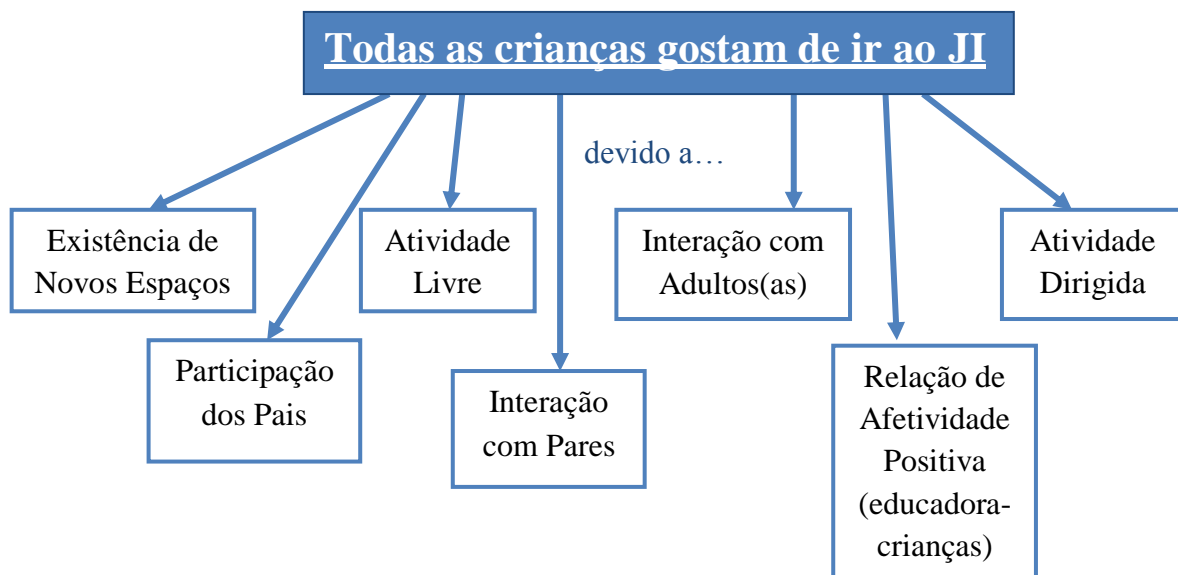 Todas as crianças gostam de ir ao JI
devido a…
Existência de
Novos Espaços
Atividade
Livre
Interação com
Adultos(as)
Atividade
Dirigida
Participação
dos Pais
Interação
com Pares
Relação de
Afetividade
Positiva
(educadora-
crianças)